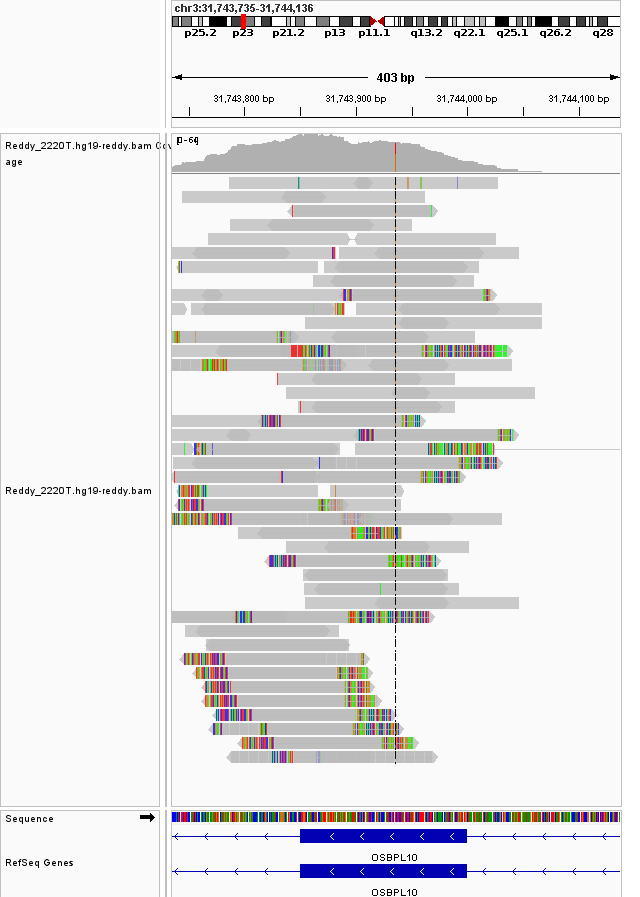 chr3:31,743,735-31,744,136
p25.2 p23 p21.2 p13 p11.1 q13.2 q22.1 q25.1 q26.2 q28
403 bp
31,743,800 bp 31,743,900 bp 31,744,000 bp 31,744,100 bp
Reddy_2220T.hg19-reddy.bam Cov
age
[0-64]
Reddy_2220T.hg19-reddy.bam
Sequence
OSBPL10
RefSeq Genes
OSBPL10